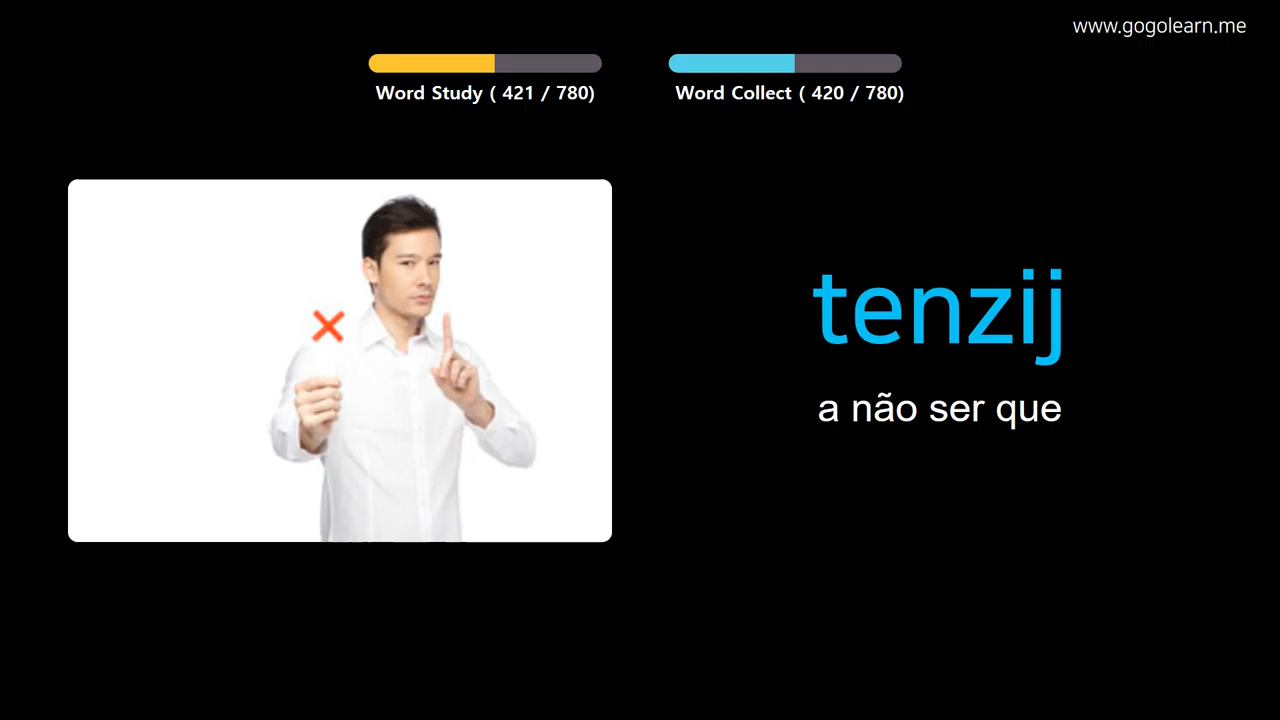 www.gogolearn.me
Word Study ( 421 / 780)
Word Collect ( 420 / 780)
tenzij
a não ser que